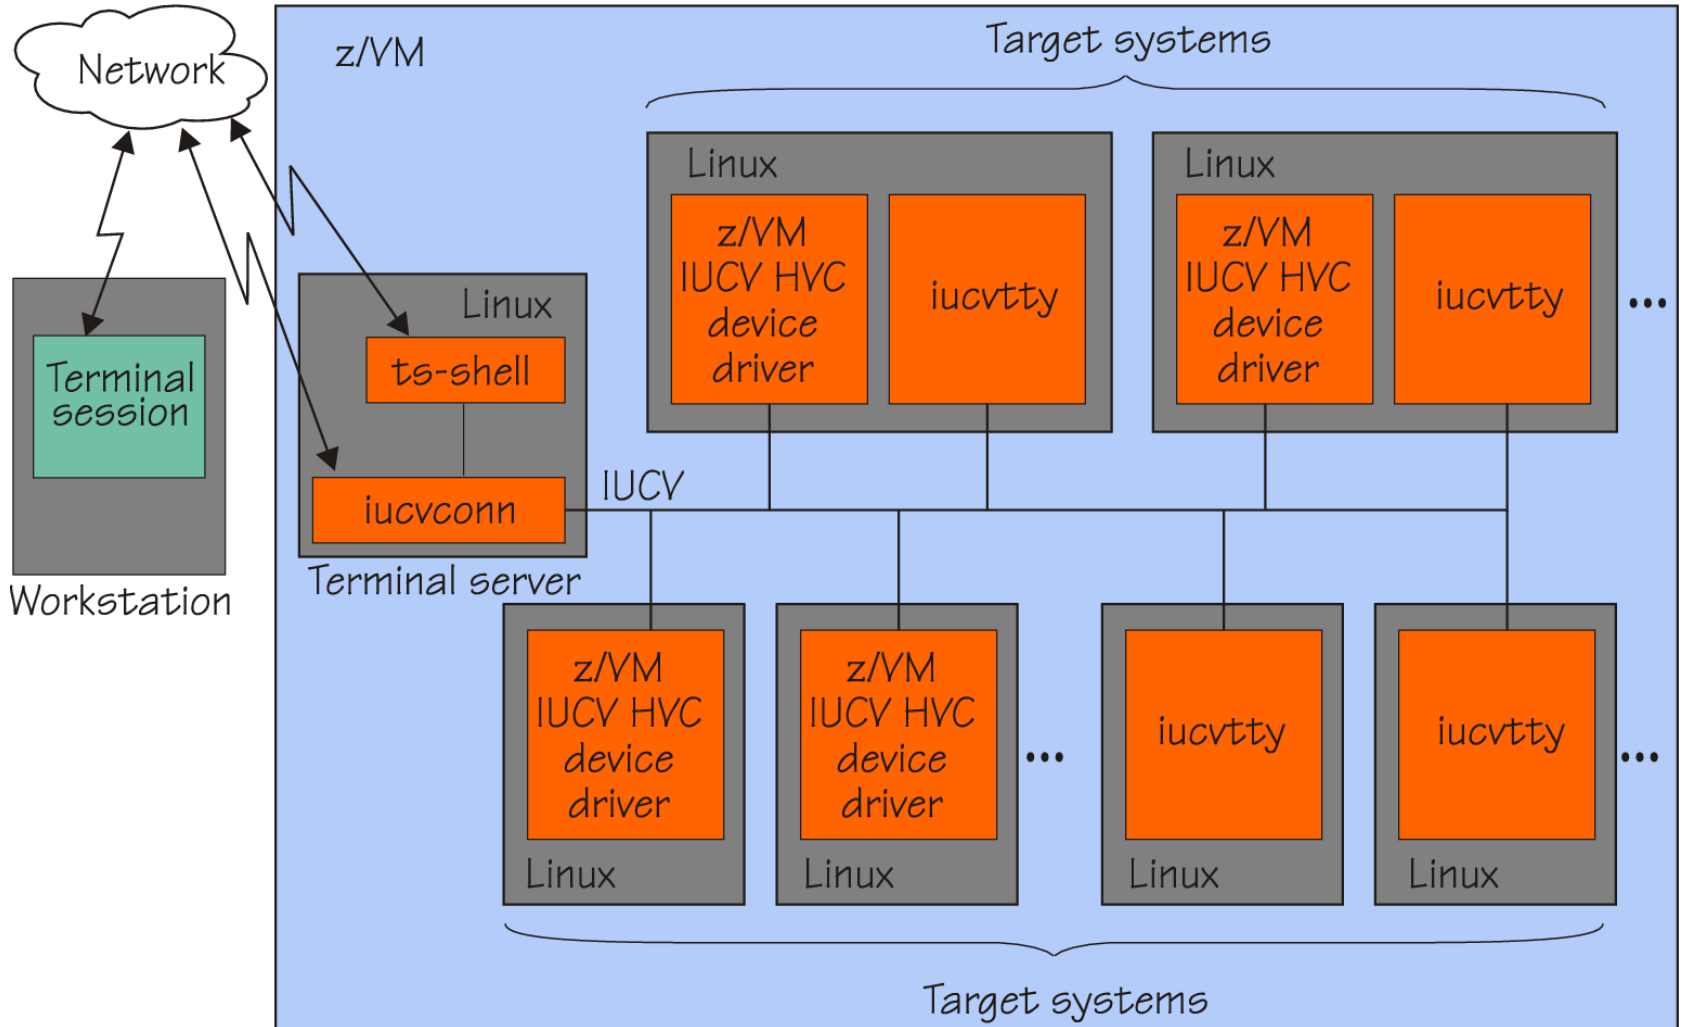 Network
z/VM
Target systems
Linux
z/VM
IUCV HVC
device
driver
iucvtty
Linux
z/VM
IUCV HVC
device
driver
iucvtty
...
Terminal
session
Workstation
Linux
ts-shell
iucvconn
Terminal server
IUCV
z/VM
IUCV HVC
device
driver
Linux
z/VM
IUCV HVC
device
driver
Linux
...
iucvtty
Linux
iucvtty
Linux
...
Target systems